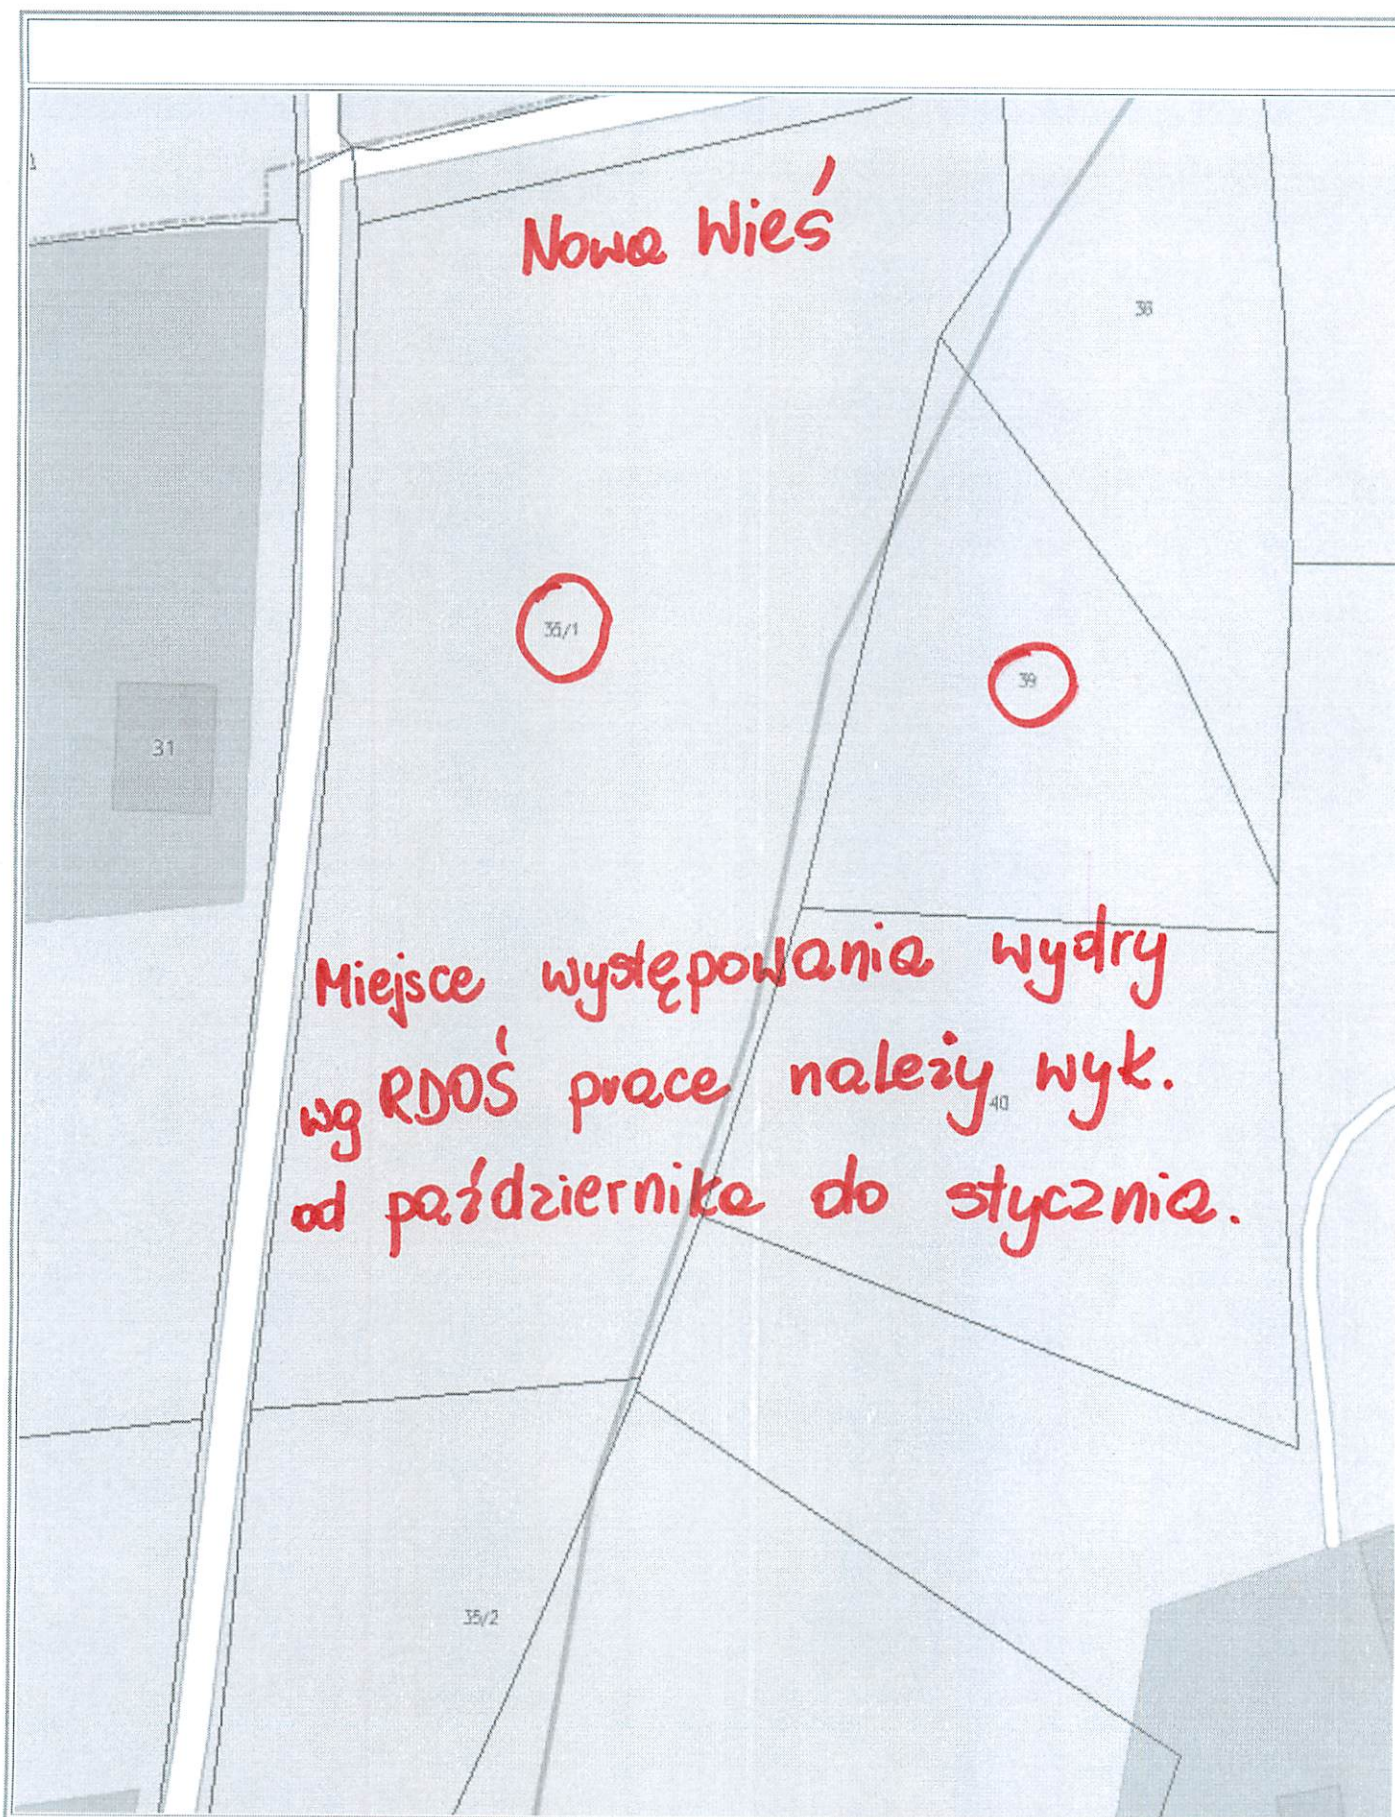 Nowa Wieś
38
35/1
39
31
Miejsce występowania wydry
wg RDOŚ prace należy wyk.
40
od października do stycznia.
35/2